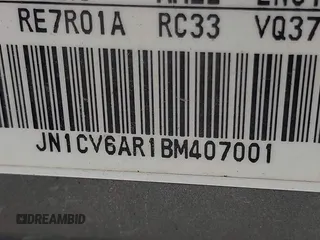 RE7R01A RC33 VQ37
JN1CV6AR1BM407001
DREAMBID